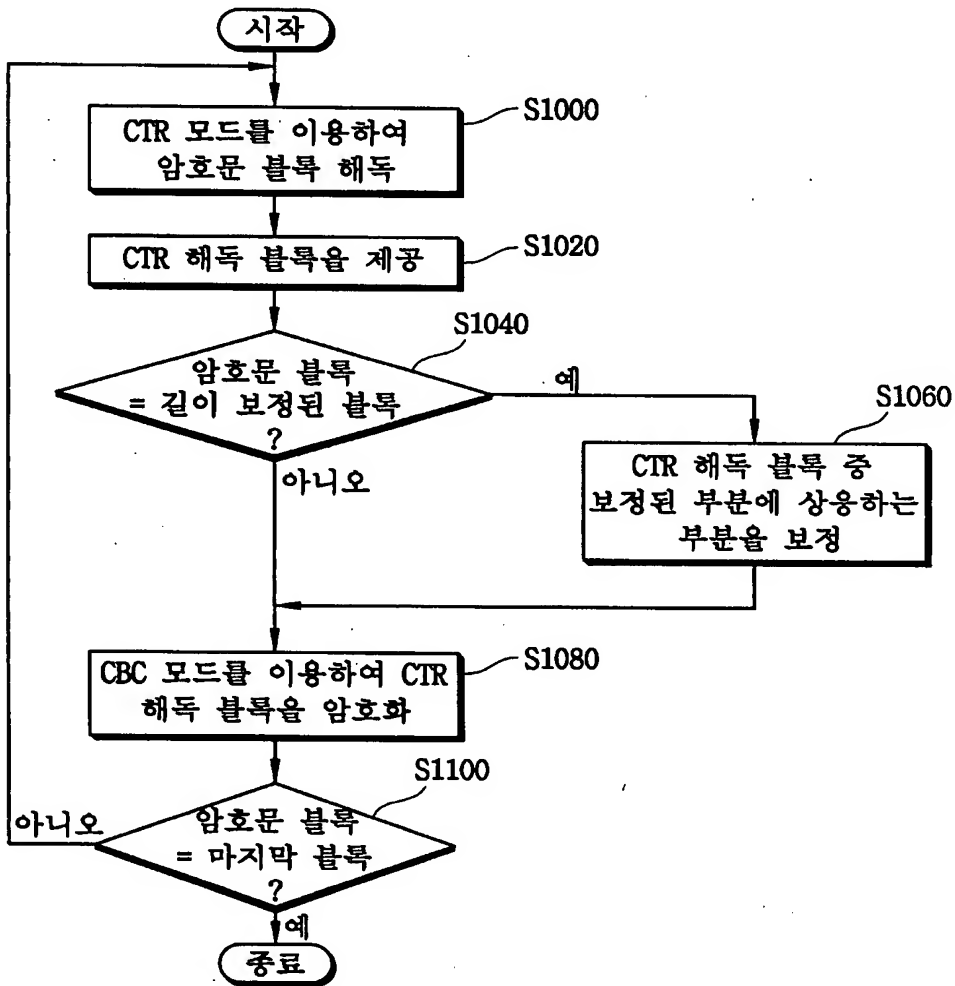 시작
CTR 모드를 이용하여
암호문 블록 해독
S1000
CTR 해독 블록을 제공
S1020
S1040
암호문 블록
= 길이 보정된 블록
?
예
아니오
S1060
CTR 해독 블록 중
보정된 부분에 상응하는
부분을 보정
CBC 모드를 이용하여 CTR
해독 블록을 암호화
S1080
S1100
암호문 블록
= 마지막 블록
?
아니오
예
종료